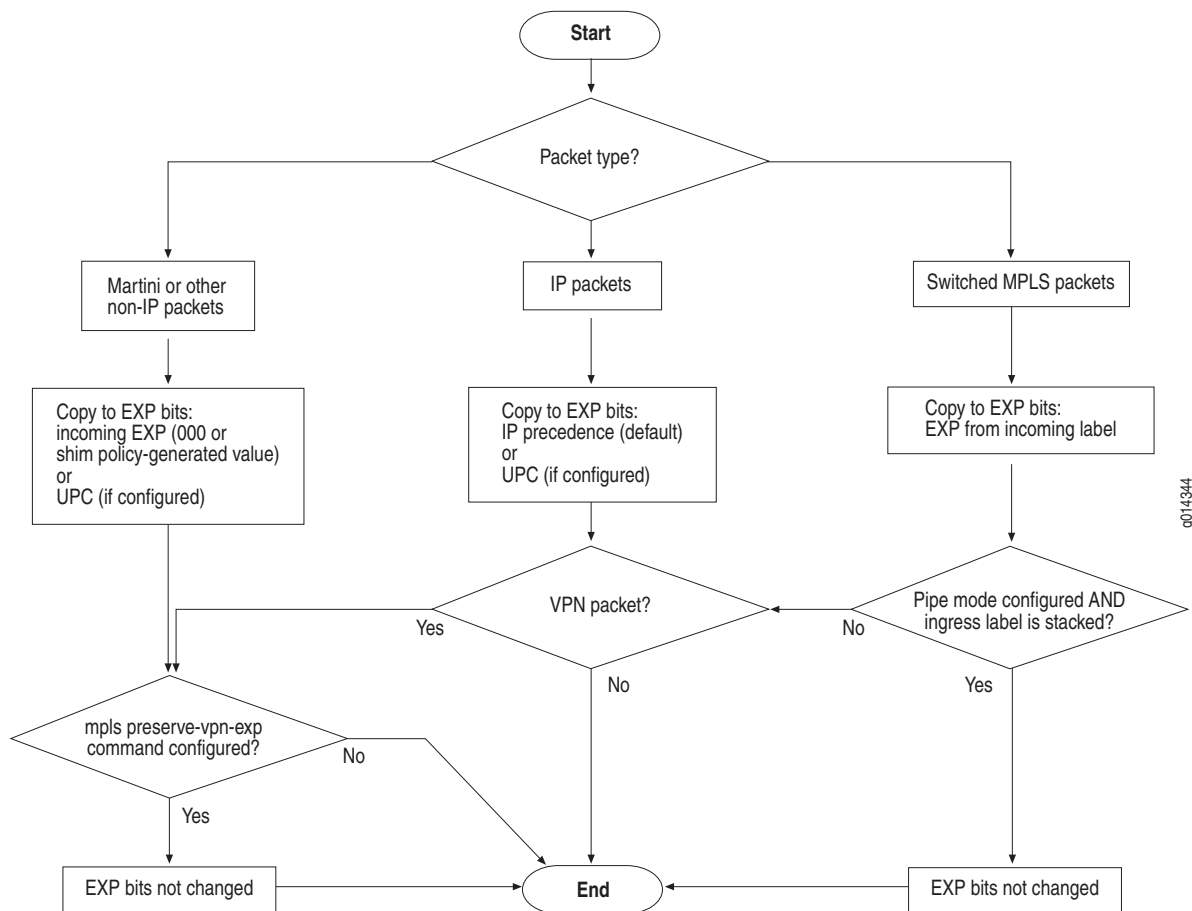 Start
Packet type?
Martini or other
non-IP packets
IP packets
Switched MPLS packets
Copy to EXP bits:
incoming EXP (000 or
shim policy-generated value)
or
UPC (if configured)
Copy to EXP bits:
IP precedence (default)
or
UPC (if configured)
Copy to EXP bits:
EXP from incoming label
g014344
VPN packet?
Yes
No
Pipe mode configured AND
ingress label is stacked?
No
Yes
mpls preserve-vpn-exp
command configured?
No
Yes
EXP bits not changed
End
EXP bits not changed